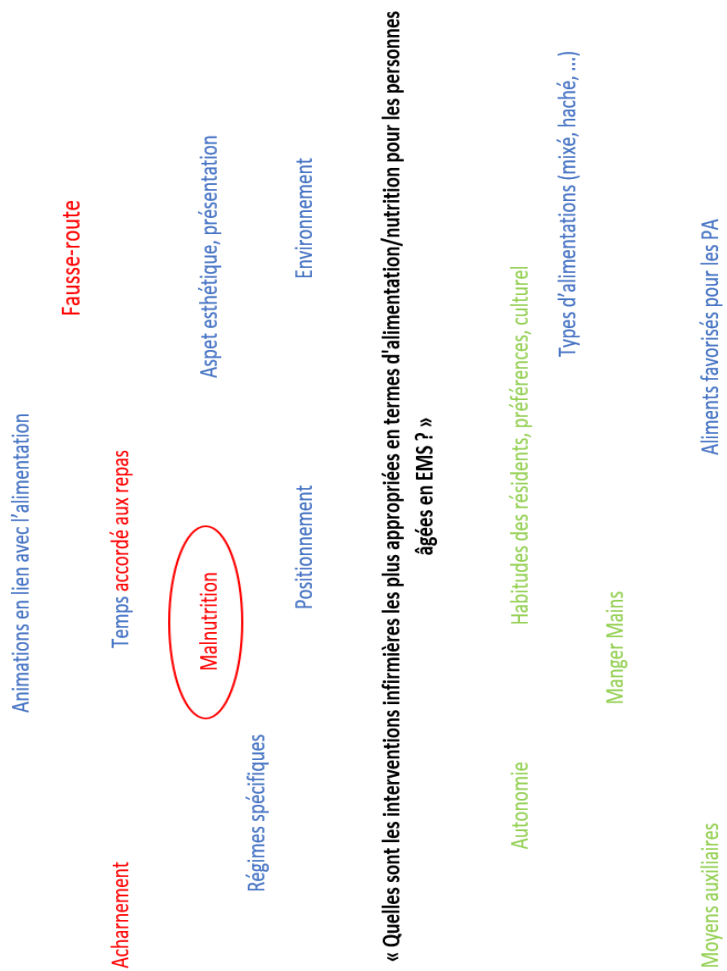 Animations en lien avec l'alimentation
Fausse-route
Acharnement
Temps accordé aux repas
Malnutrition
Aspet esthétique, présentation
Régimes spécifiques
Positionnement
Environnement
« Quelles sont les interventions infirmières les plus appropriées en termes d'alimentation/nutrition pour les personnes
âgées en EMS ? »
Autonomie
Habitudes des résidents, préférences, culturel
Types d'alimentations (mixé, haché, ...)
Manger Mains
Moyens auxiliaires
Aliments favorisés pour les PA